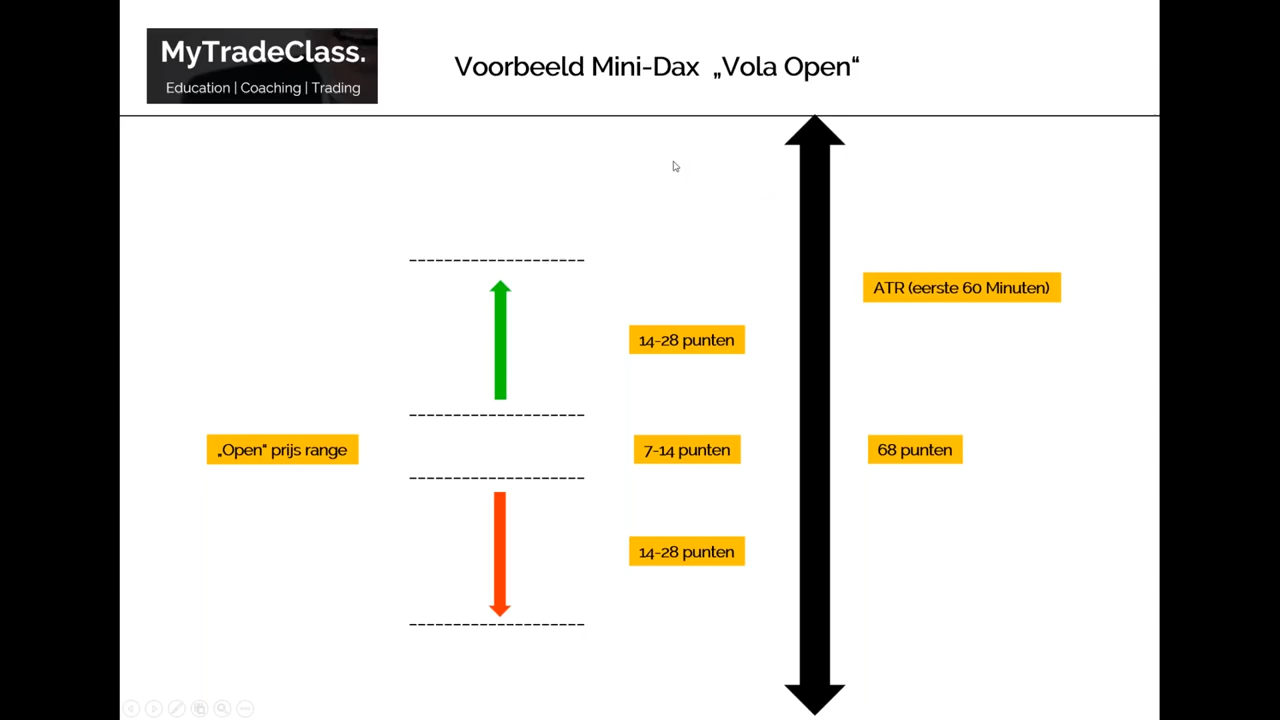 MyTradeClass.
Education | Coaching | Trading
Voorbeeld Mini-Dax „Vola Open“
ATR (eerste 60 Minuten)
14-28 punten
„Open“ prijs range
7-14 punten
68 punten
14-28 punten